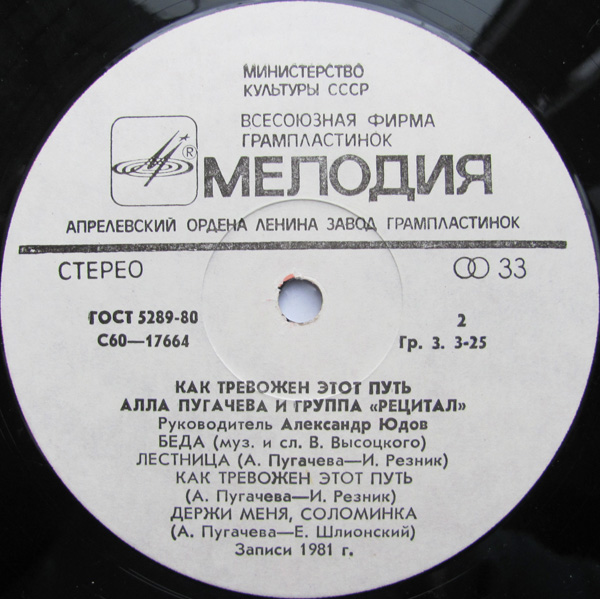 МИНИСТЕРСТВО
КУЛЬТУРЫ СССР
ВСЕСОЮЗНАЯ ФИРМА
ГРАМПЛАСТИНОК
® МЕЛОДИЯ
АПРЕЛЕВСКИЙ ОРДЕНА ЛЕНИНА ЗАВОД ГРАМПЛАСТИНОК
СТЕРЕО 33
ГОСТ 5289-80 2
С60—17664 Гр. 3. 3-25
КАК ТРЕВОЖЕН ЭТОТ ПУТЬ
АЛЛА ПУГАЧЕВА И ГРУППА «РЕЦИТАЛ»
Руководитель Александр Юдов
БЕДА (муз. и сл. В. Высоцкого)
ЛЕСТНИЦА (А. Пугачева—И. Резник)
КАК ТРЕВОЖЕН ЭТОТ ПУТЬ
(А. Пугачева—И. Резник)
ДЕРЖИ МЕНЯ, СОЛОМИНКА
(А. Пугачева—Е. Шлионский)
Записи 1981 г.